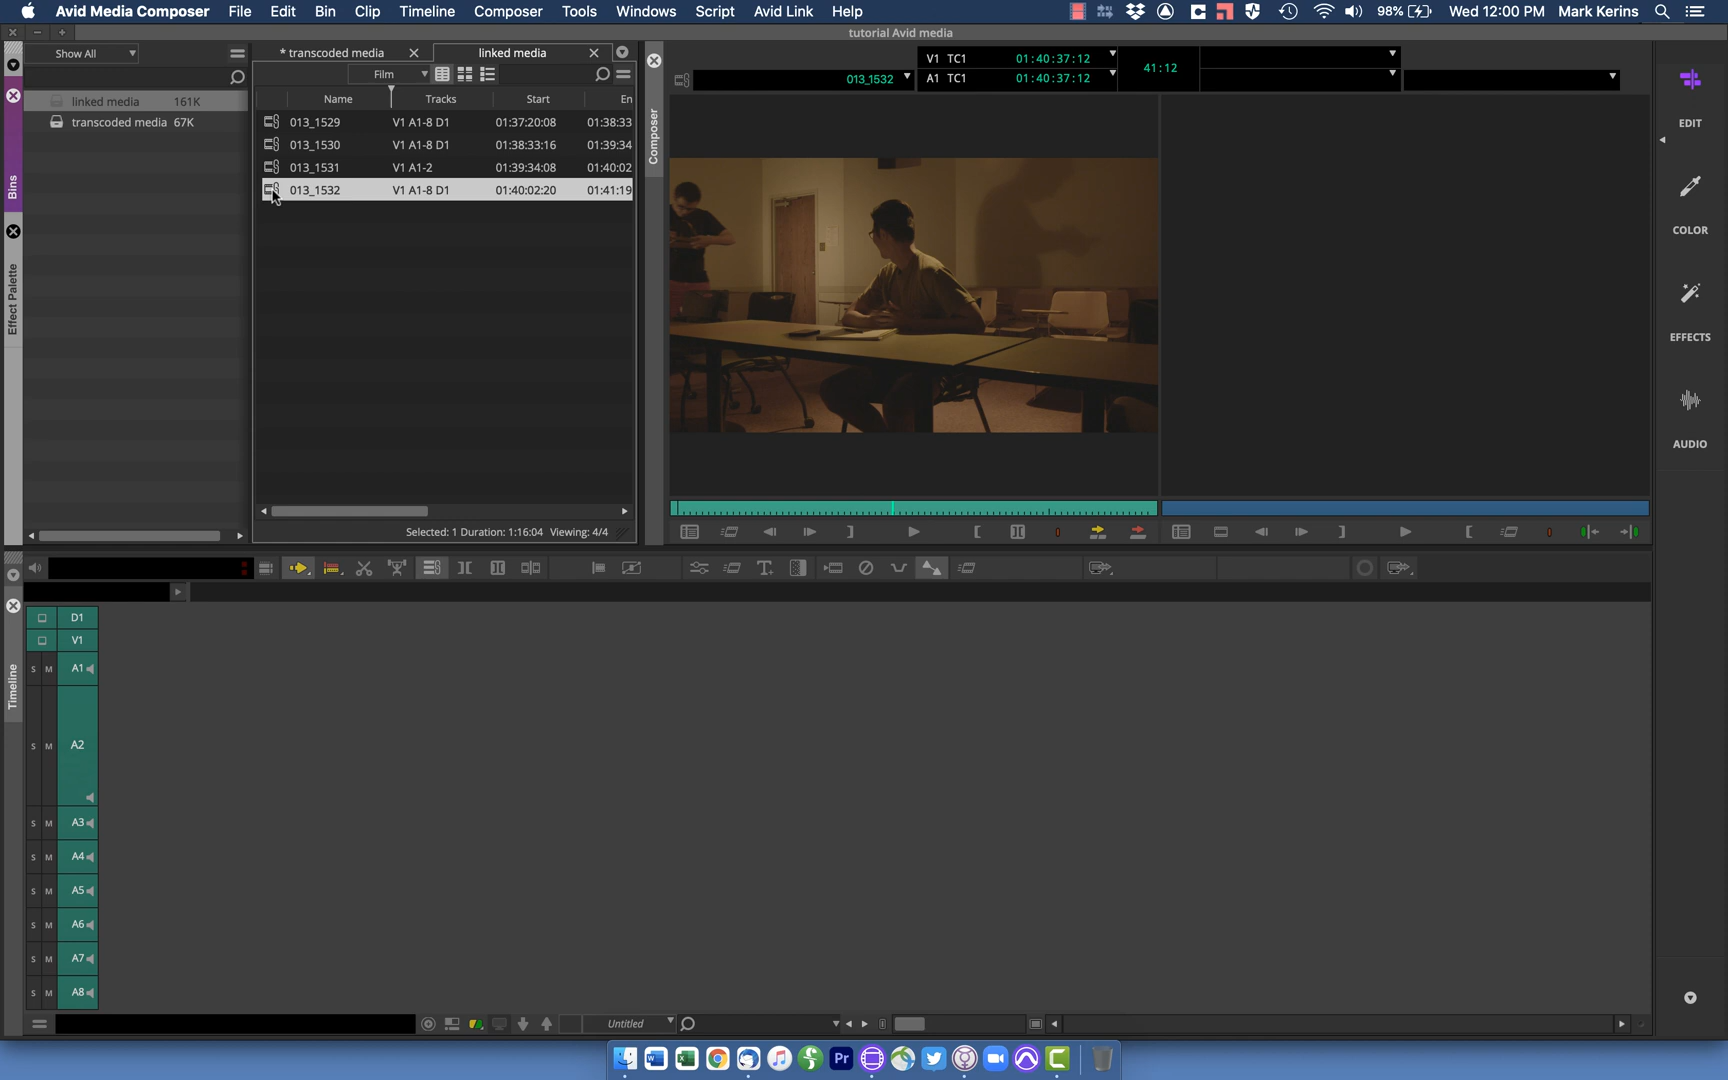 Avid Media Composer File Edit Bin Clip Timeline Composer Tools Windows Script Avid Link Help 98% Wed 12:00 PM Mark Kerins
tutorial Avid media
Show All * transcoded media linked media
Film
Name Tracks Start En
linked media 161K
transcoded media 67K
013_1529 V1 A1-8 D1 01:37:20:08 01:38:33
013_1530 V1 A1-8 D1 01:38:33:16 01:39:34
013_1531 V1 A1-2 01:39:34:08 01:40:02
013_1532 V1 A1-8 D1 01:40:02:20 01:41:19
Selected: 1 Duration: 1:16:04 Viewing: 4/4
Bins
Effect Palette
Composer
013_1532
V1 TC1 01:40:37:12
A1 TC1 01:40:37:12
41:12
EDIT
COLOR
EFFECTS
AUDIO
Timeline
D1
V1
S M A1
S M A2
S M A3
S M A4
S M A5
S M A6
S M A7
S M A8
Untitled
Pr